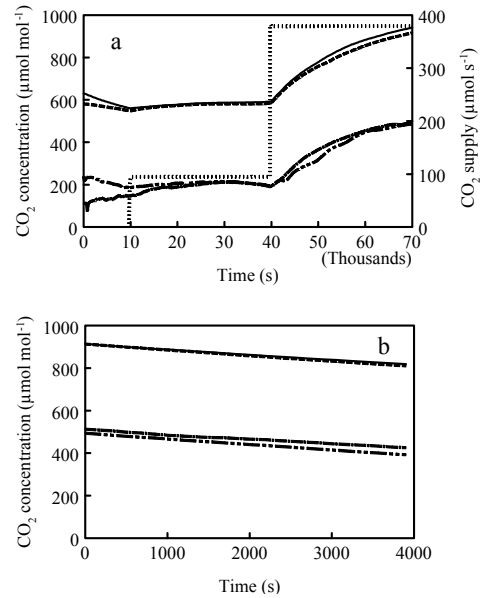 a
CO₂ concentration (µmol mol⁻¹)
1000
800
600
400
200
0
CO₂ supply (µmol s⁻¹)
400
300
200
100
0
0 10 20 30 40 50 60 70
(Thousands)
Time (s)
b
CO₂ concentration (µmol mol⁻¹)
1000
800
600
400
200
0
0 1000 2000 3000 4000
Time (s)